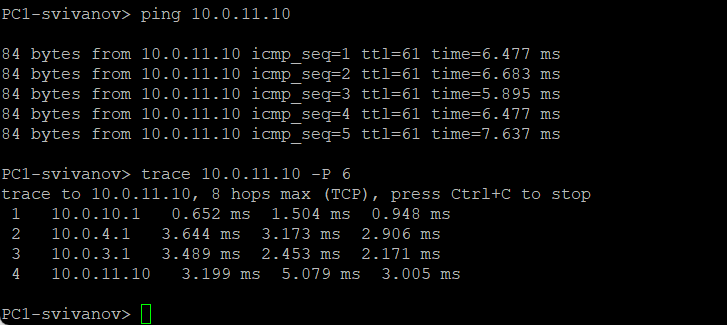 PC1-svivanov> ping 10.0.11.10
84 bytes from 10.0.11.10 icmp_seq=1 ttl=61 time=6.477 ms
84 bytes from 10.0.11.10 icmp_seq=2 ttl=61 time=6.683 ms
84 bytes from 10.0.11.10 icmp_seq=3 ttl=61 time=5.895 ms
84 bytes from 10.0.11.10 icmp_seq=4 ttl=61 time=6.477 ms
84 bytes from 10.0.11.10 icmp_seq=5 ttl=61 time=7.637 ms
PC1-svivanov> trace 10.0.11.10 -P 6
trace to 10.0.11.10, 8 hops max (TCP), press Ctrl+C to stop
1 10.0.10.1 0.652 ms 1.504 ms 0.948 ms
2 10.0.4.1 3.644 ms 3.173 ms 2.906 ms
3 10.0.3.1 3.489 ms 2.453 ms 2.171 ms
4 10.0.11.10 3.199 ms 5.079 ms 3.005 ms
PC1-svivanov>